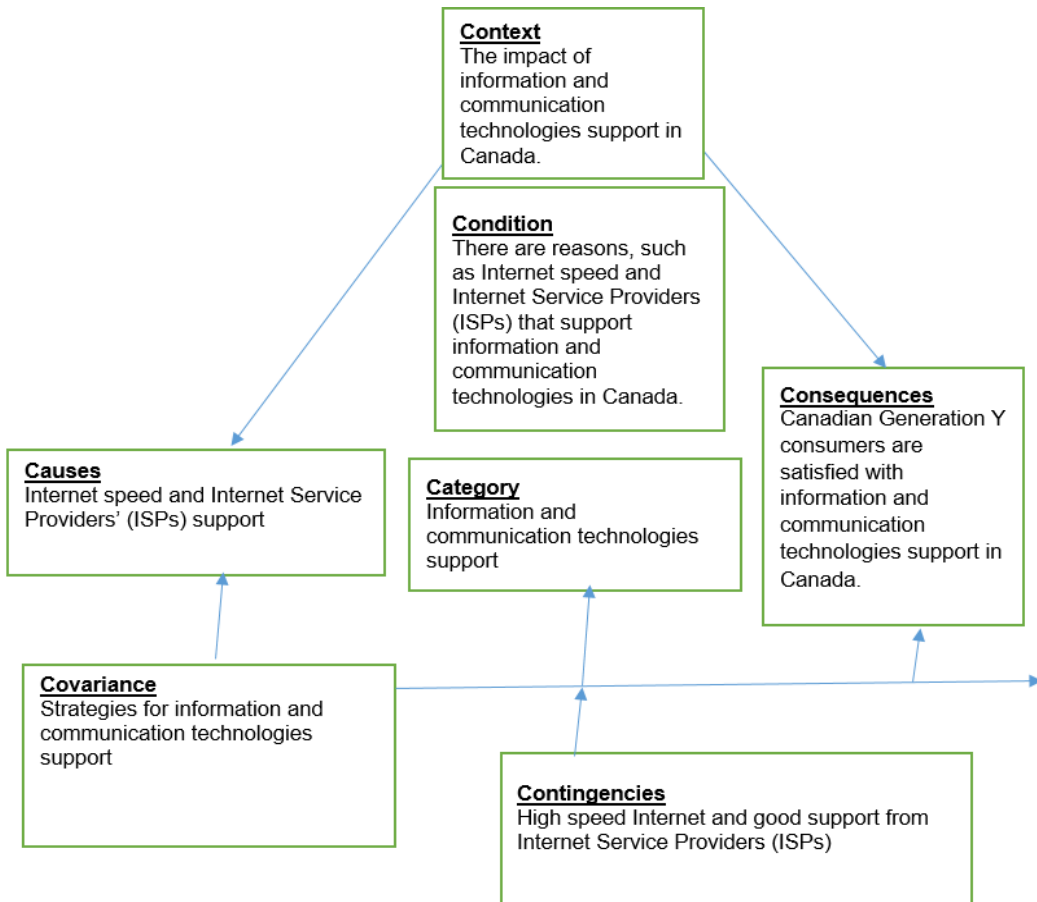 Context
The impact of
information and
communication
technologies support in
Canada.
Condition
There are reasons, such
as Internet speed and
Internet Service Providers
(ISPs) that support
information and
communication
technologies in Canada.
Consequences
Canadian Generation Y
consumers are
satisfied with
information and
communication
technologies support in
Canada.
Causes
Internet speed and Internet Service
Providers’ (ISPs) support
Category
Information and
communication technologies
support
Covariance
Strategies for information and
communication technologies
support
Contingencies
High speed Internet and good support from
Internet Service Providers (ISPs)